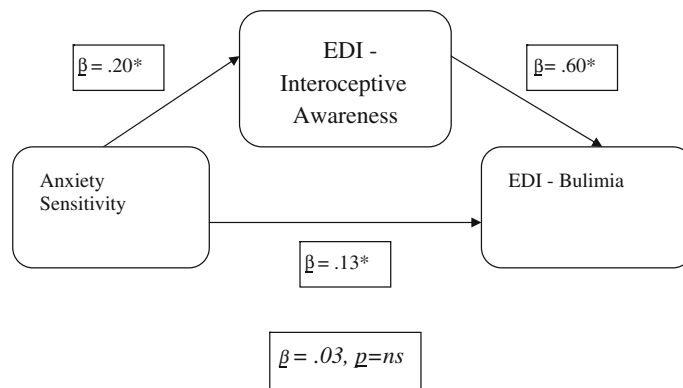 β = .20*
EDI -
Interoceptive
Awareness
β= .60*
Anxiety
Sensitivity
EDI - Bulimia
β = .13*
β = .03, p=ns